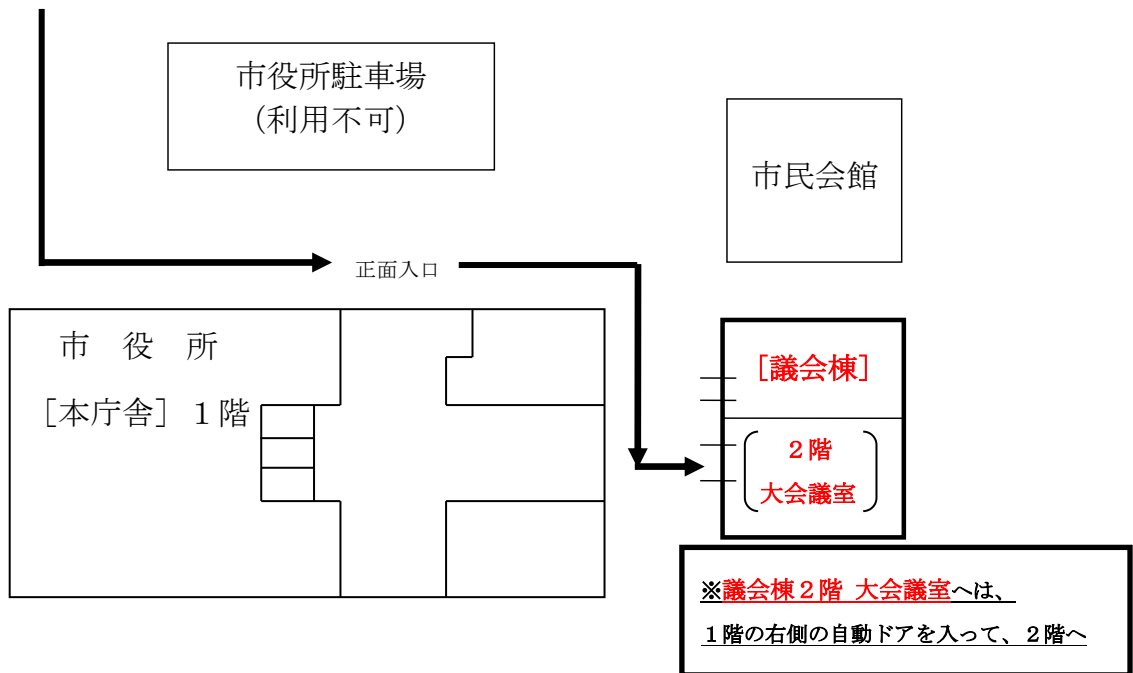 市役所駐車場
（利用不可）
市民会館
正面入口
市　役　所
［本庁舎］１階
［議会棟］
２階
大会議室
※議会棟２階 大会議室へは、
１階の右側の自動ドアを入って、２階へ